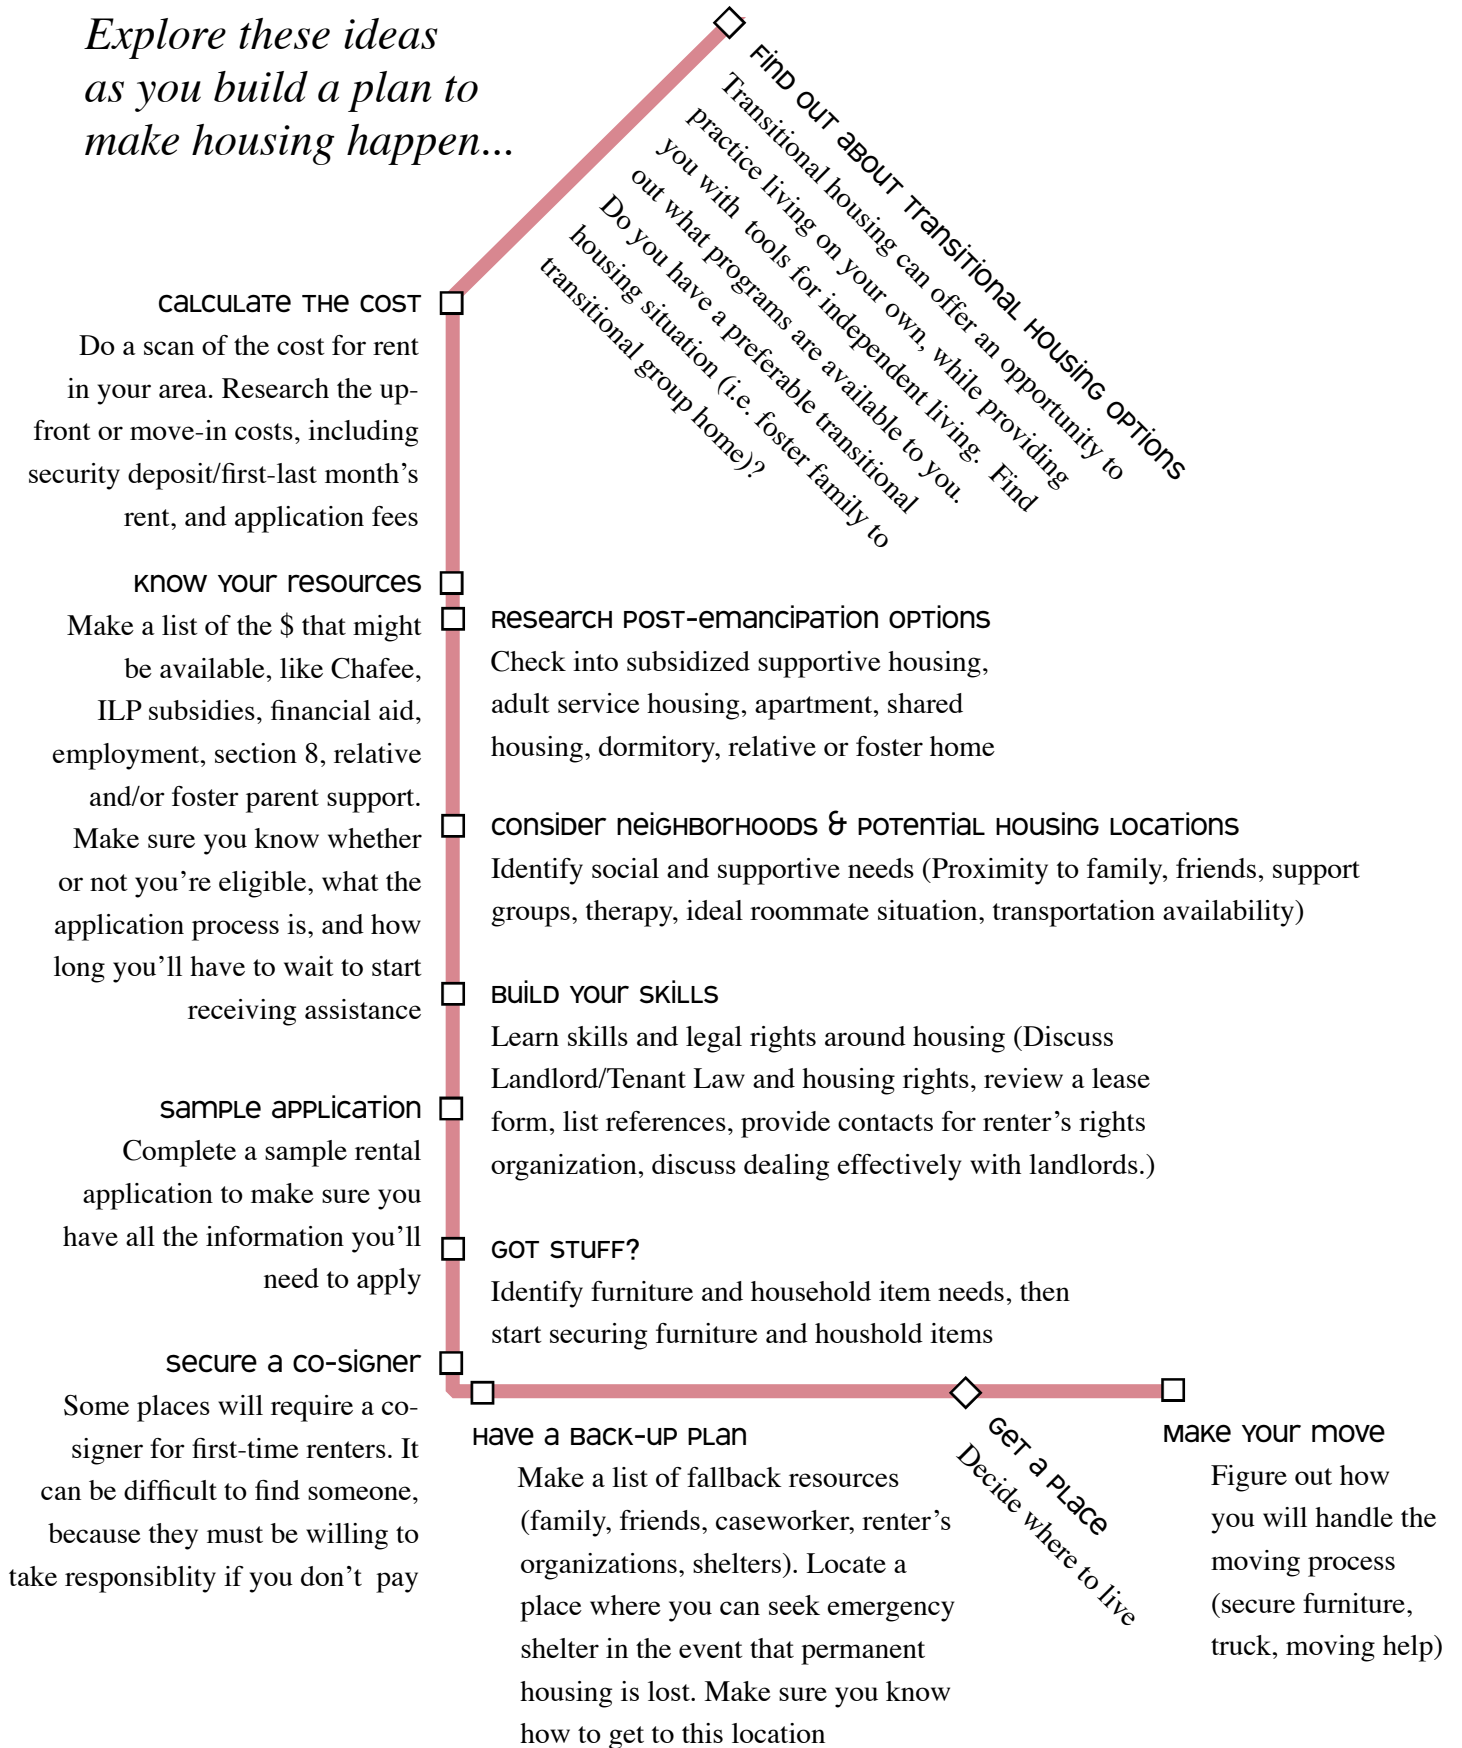 Explore these ideas
as you build a plan to
make housing happen...
Find out about transitional housing options
Transitional housing can offer an opportunity to
practice living on your own, while providing
you with tools for independent living. Find
out what programs are available to you.
Do you have a preferable transitional
housing situation (i.e. foster family to
transitional group home)?
calculate the cost
Do a scan of the cost for rent
in your area. Research the up-
front or move-in costs, including
security deposit/first-last month's
rent, and application fees
know your resources
Make a list of the $ that might
be available, like Chafee,
ILP subsidies, financial aid,
employment, section 8, relative
and/or foster parent support.
Make sure you know whether
or not you're eligible, what the
application process is, and how
long you'll have to wait to start
receiving assistance
Research post-emancipation options
Check into subsidized supportive housing,
adult service housing, apartment, shared
housing, dormitory, relative or foster home
consider neighborhoods & potential housing locations
Identify social and supportive needs (Proximity to family, friends, support
groups, therapy, ideal roommate situation, transportation availability)
Build your skills
Learn skills and legal rights around housing (Discuss
Landlord/Tenant Law and housing rights, review a lease
form, list references, provide contacts for renter's rights
organization, discuss dealing effectively with landlords.)
sample application
Complete a sample rental
application to make sure you
have all the information you'll
need to apply
Got stuff?
Identify furniture and household item needs, then
start securing furniture and houshold items
secure a co-signer
Some places will require a co-
signer for first-time renters. It
can be difficult to find someone,
because they must be willing to
take responsiblity if you don't pay
Have a back-up plan
Make a list of fallback resources
(family, friends, caseworker, renter's
organizations, shelters). Locate a
place where you can seek emergency
shelter in the event that permanent
housing is lost. Make sure you know
how to get to this location
Get a place
Decide where to live
Make your move
Figure out how
you will handle the
moving process
(secure furniture,
truck, moving help)